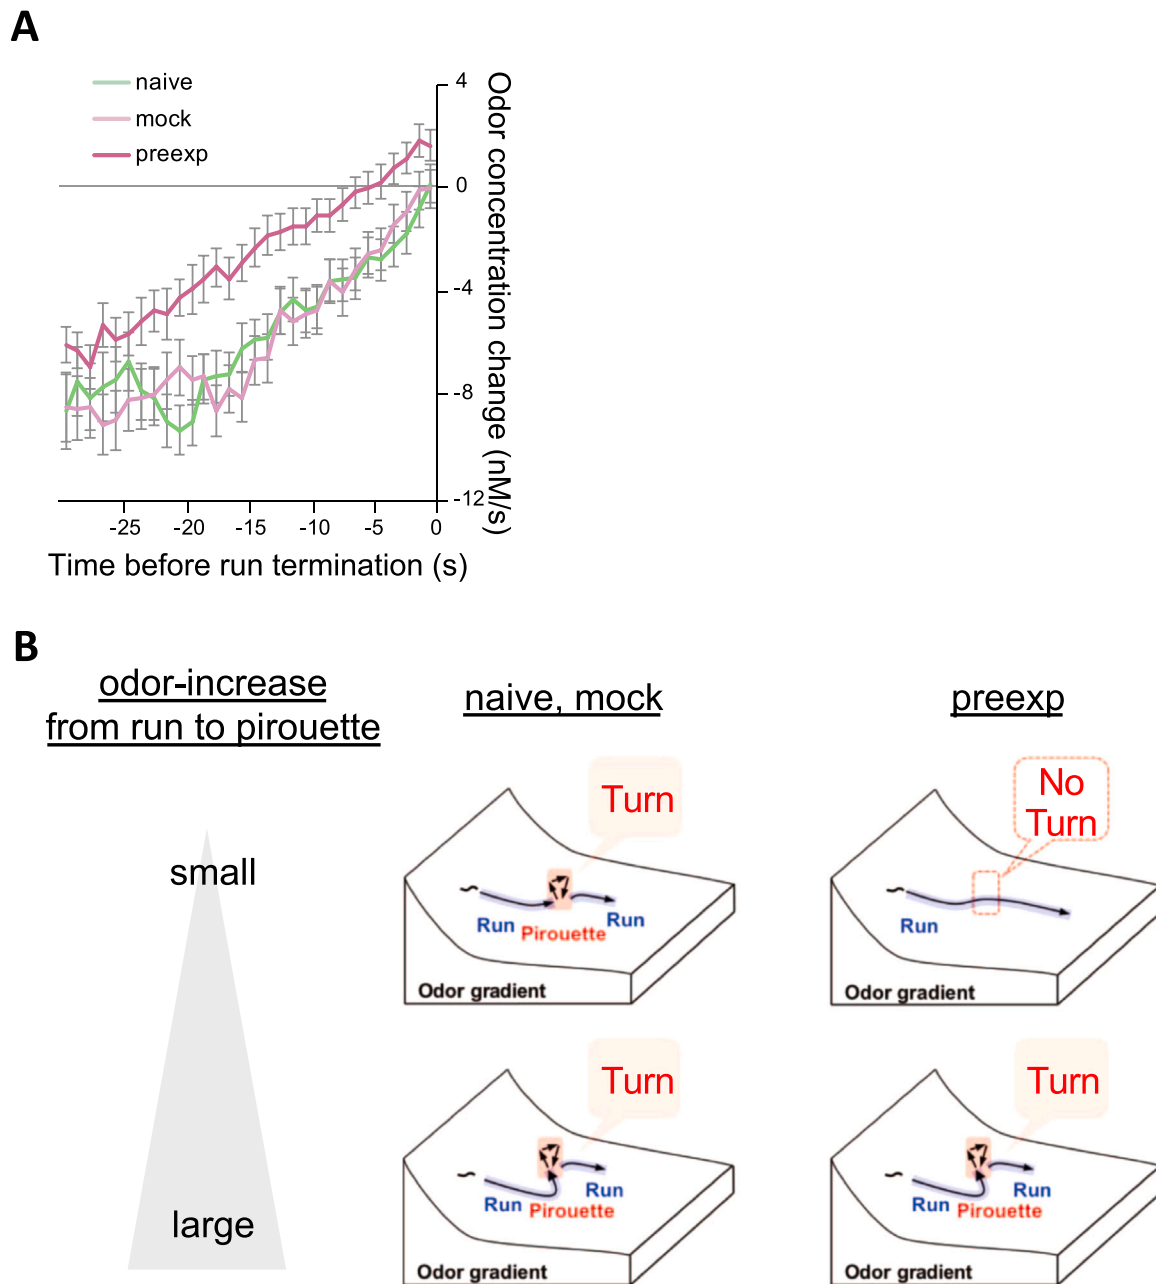 A
naive
mock
preexp
4
0
-4
-8
-12
Odor concentration change (nM/s)
-25
-20
-15
-10
-5
0
Time before run termination (s)
B
odor-increase
from run to pirouette
naive, mock
preexp
small
large
Turn
Run
Pirouette
Run
Odor gradient
No
Turn
Run
Odor gradient
Turn
Run
Pirouette
Run
Odor gradient
Turn
Run
Pirouette
Run
Odor gradient